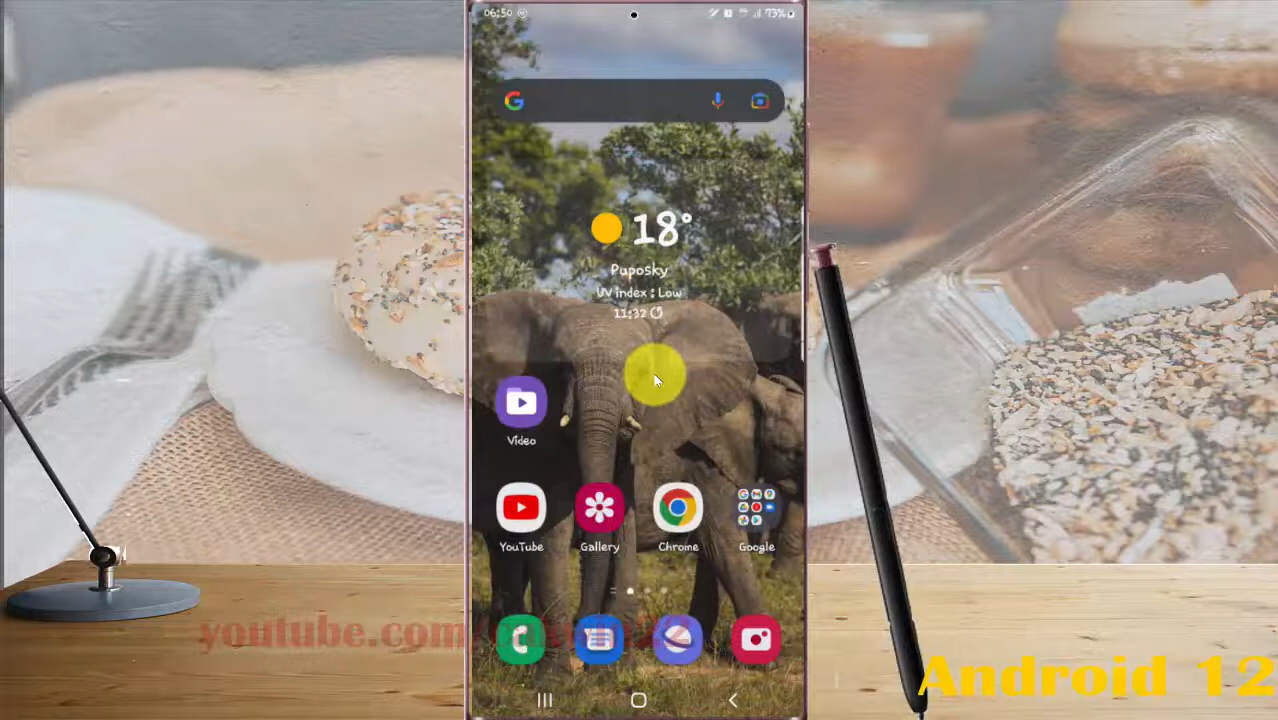 06:50
73%
18°
Puposky
UV index : Low
11:32
Video
YouTube
Gallery
Chrome
Google
youtube.com/
Android 12